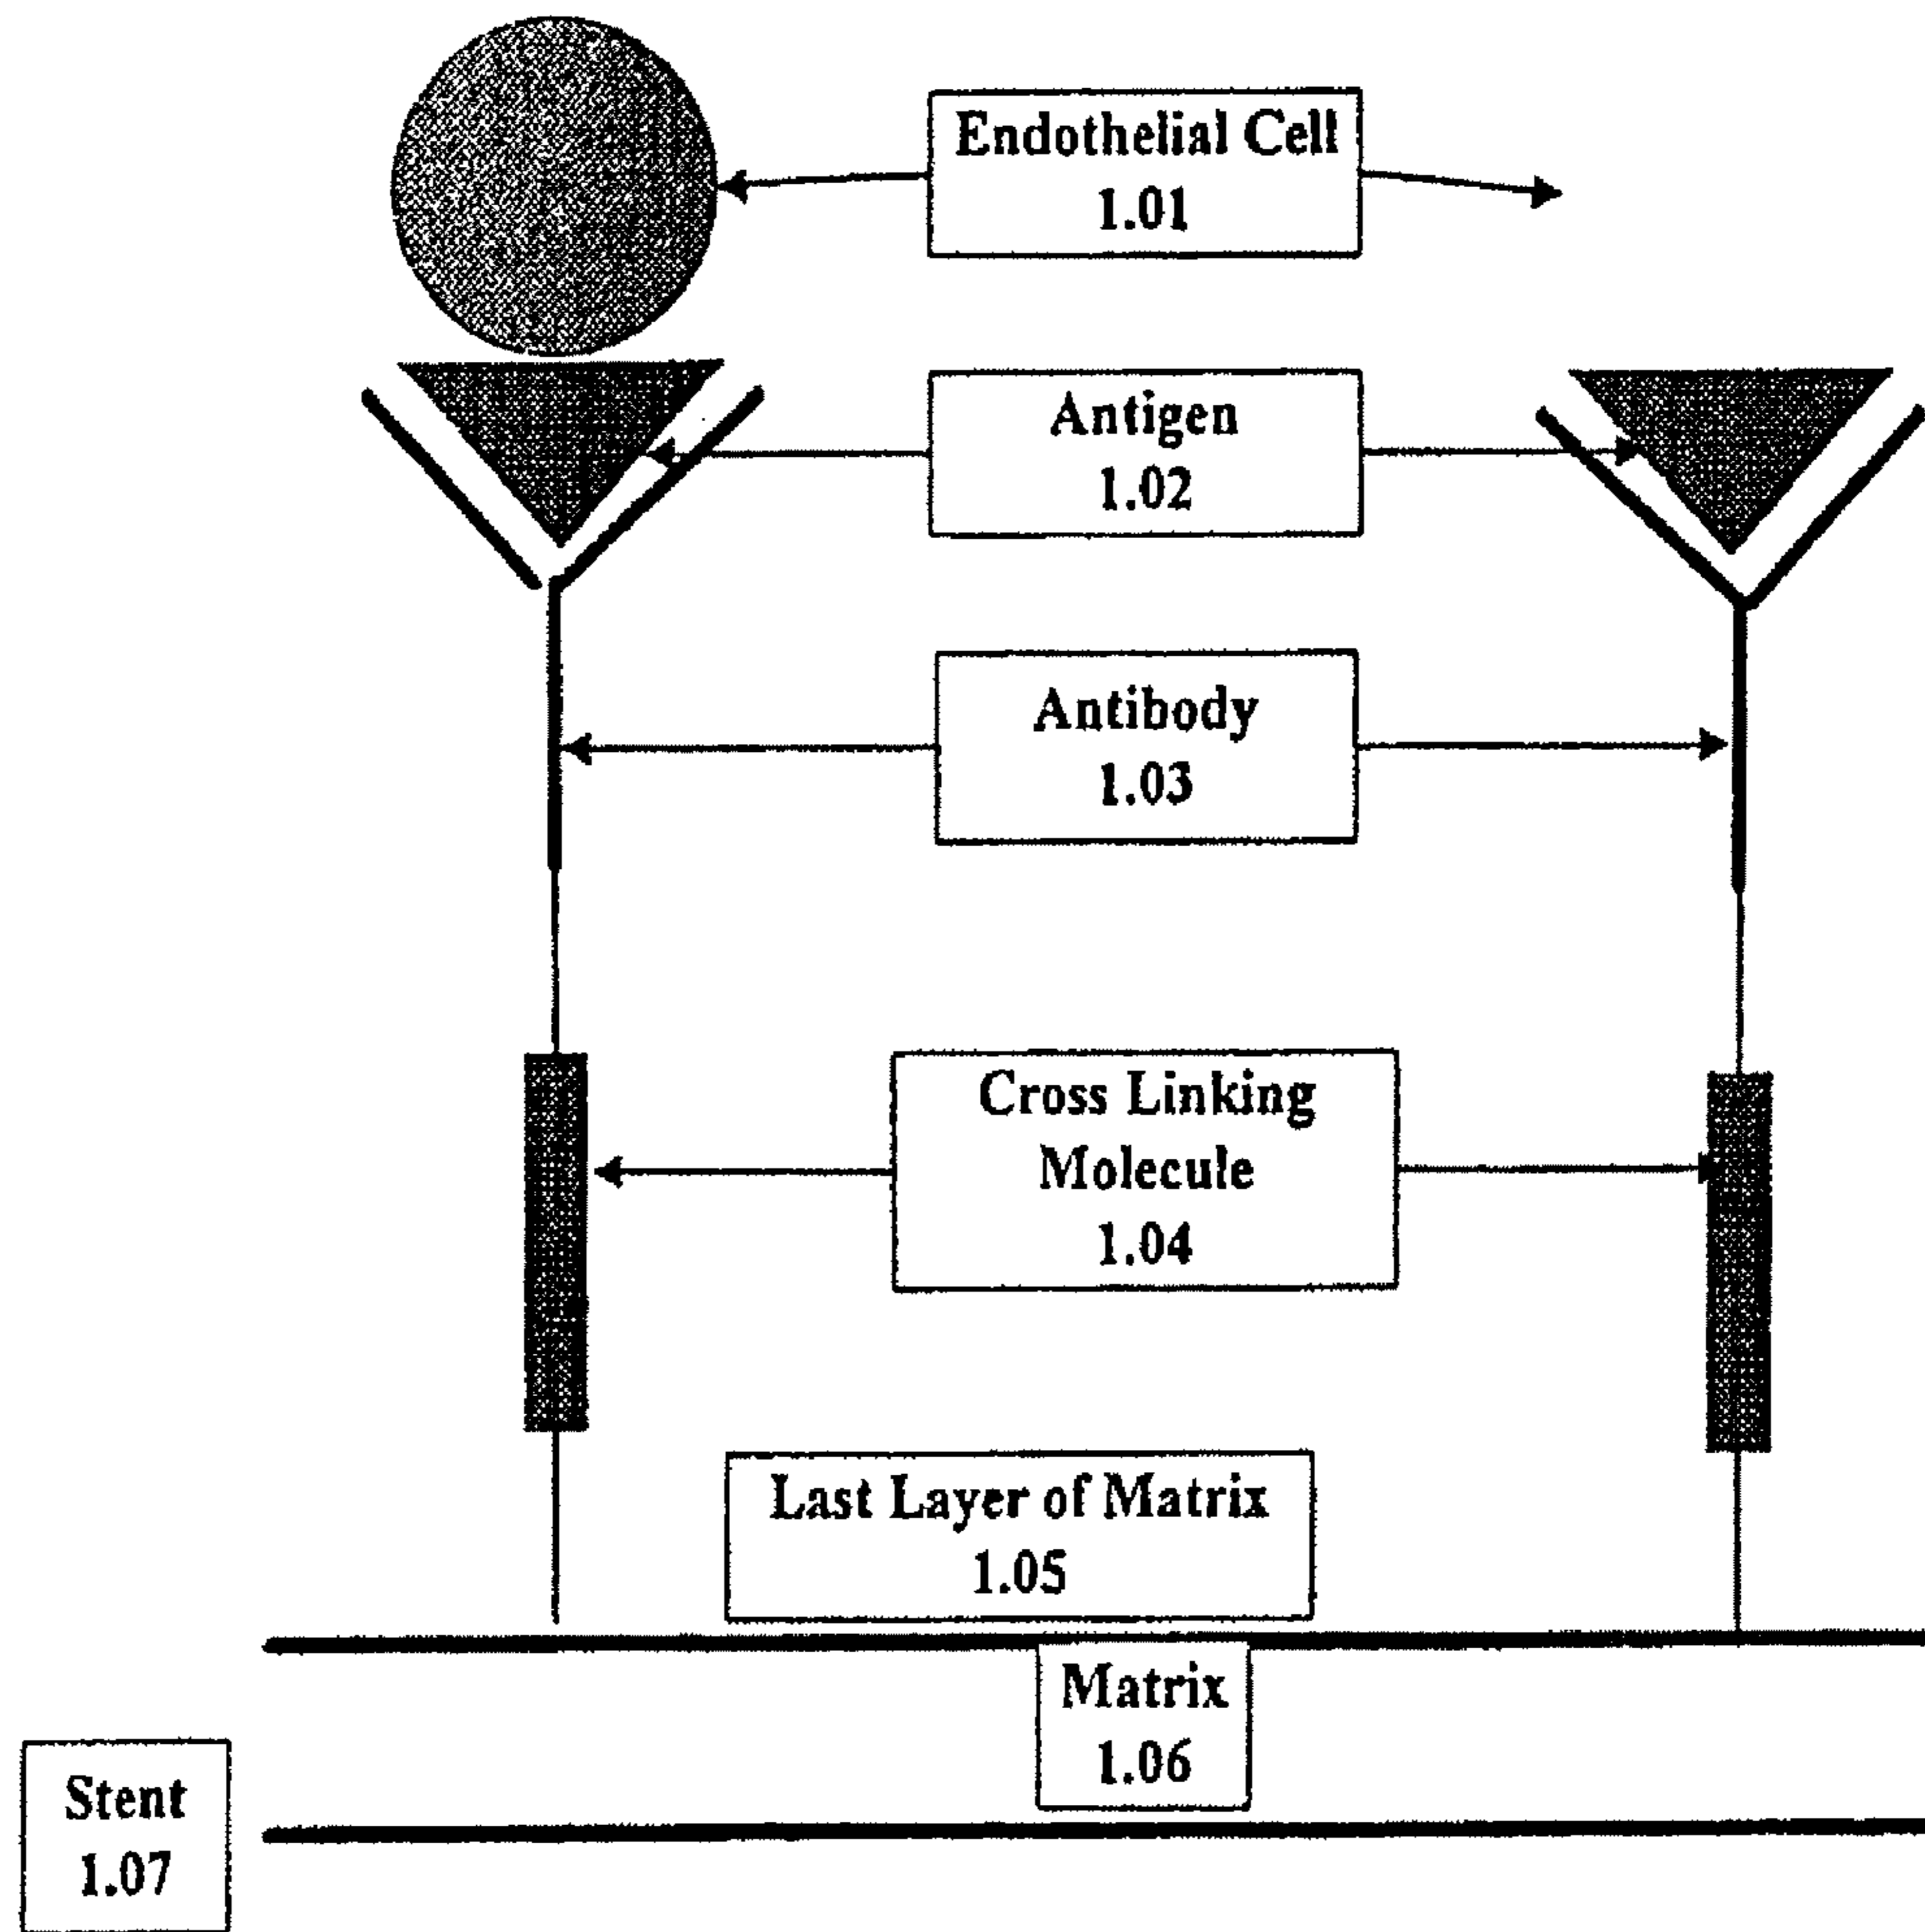 Endothelial Cell
1.01
Antigen
1.02
Antibody
1.03
Cross Linking
Molecule
1.04
Last Layer of Matrix
1.05
Matrix
1.06
Stent
1.07